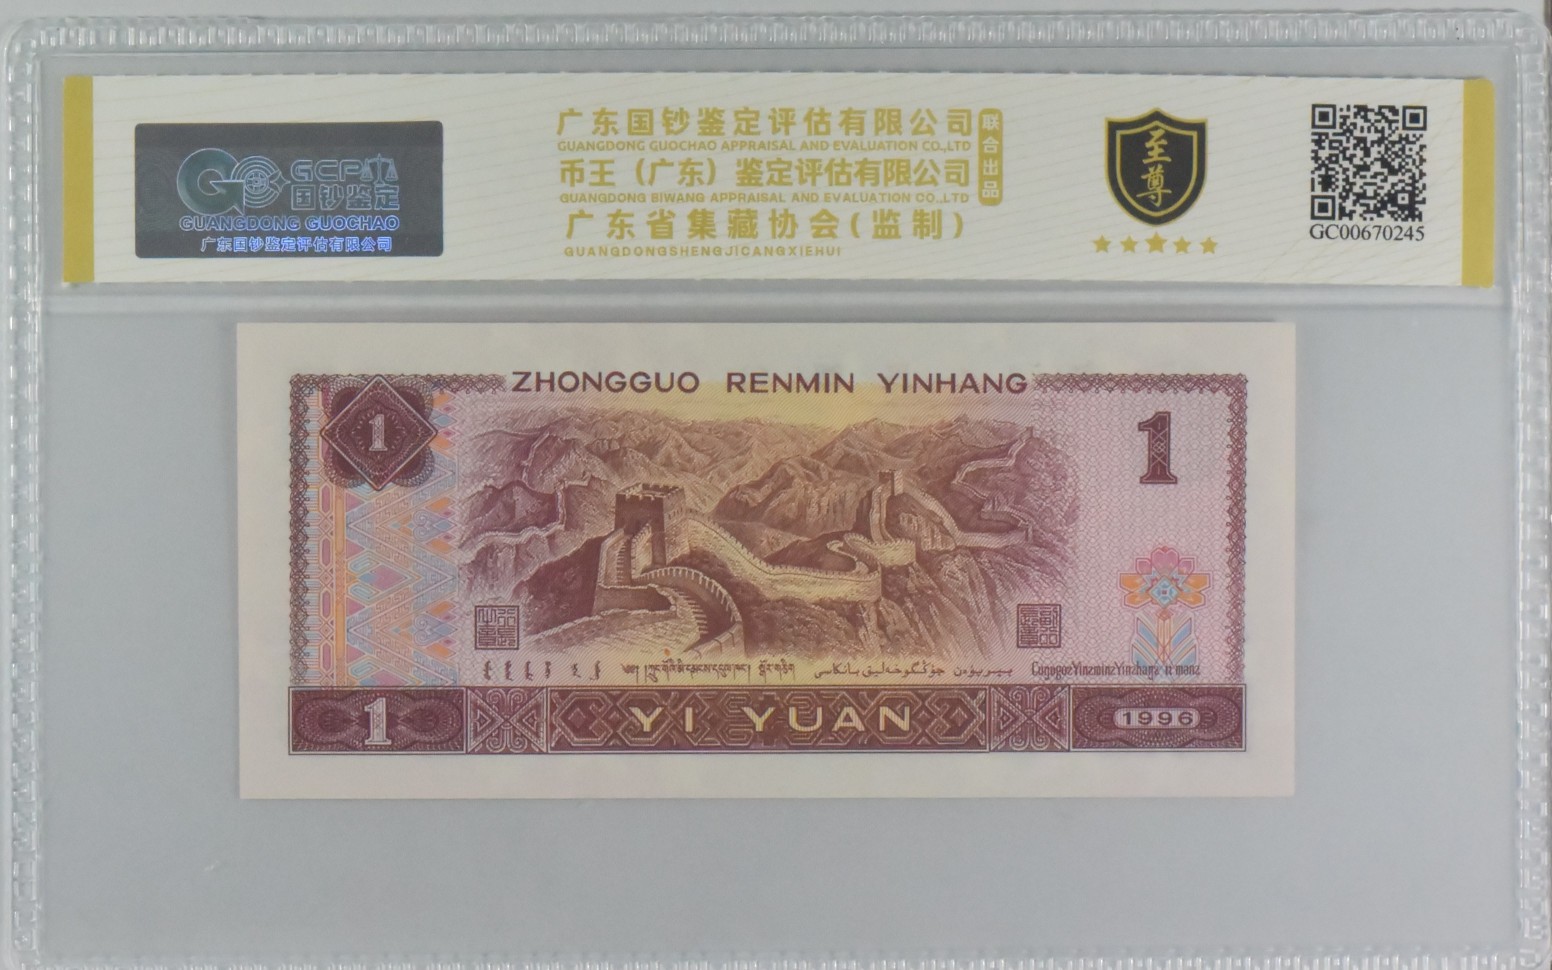 GCP
国钞鉴定
GUANGDONG GUOCHAO
广东国钞鉴定评估有限公司
广东国钞鉴定评估有限公司
GUANGDONG GUOCHAO APPRAISAL AND EVALUATION CO.,LTD
币王（广东）鉴定评估有限公司
GUANGDONG BIWANG APPRAISAL AND EVALUATION CO.,LTD
联合出品
广东省集藏协会(监制)
GUANGDONGSHENGJICANGXIEHUI
至尊
GC00670245
ZHONGGUO RENMIN YINHANG
1
1
1
YI YUAN
1996